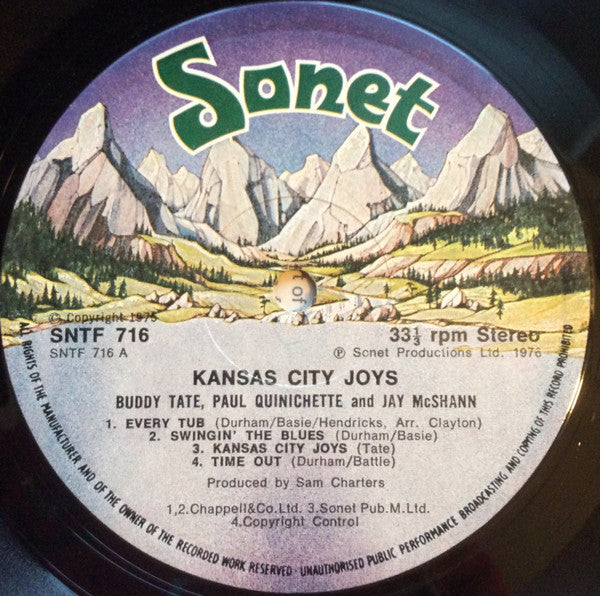 Sonet
© Copyright 1975
SNTF 716
SNTF 716 A
33⅓ rpm Stereo
℗ Sonet Productions Ltd. 1976
KANSAS CITY JOYS
BUDDY TATE, PAUL QUINICHETTE and JAY McSHANN
1. EVERY TUB (Durham/Basie/Hendricks, Arr. Clayton)
2. SWINGIN' THE BLUES (Durham/Basie)
3. KANSAS CITY JOYS (Tate)
4. TIME OUT (Durham/Battle)
Produced by Sam Charters
1,2.Chappell&Co.Ltd. 3.Sonet Pub.M.Ltd.
4.Copyright Control
ALL RIGHTS OF THE MANUFACTURER AND OF THE OWNER OF THE RECORDED WORK RESERVED · UNAUTHORISED PUBLIC PERFORMANCE BROADCASTING AND COPYING OF THIS RECORD PROHIBITED